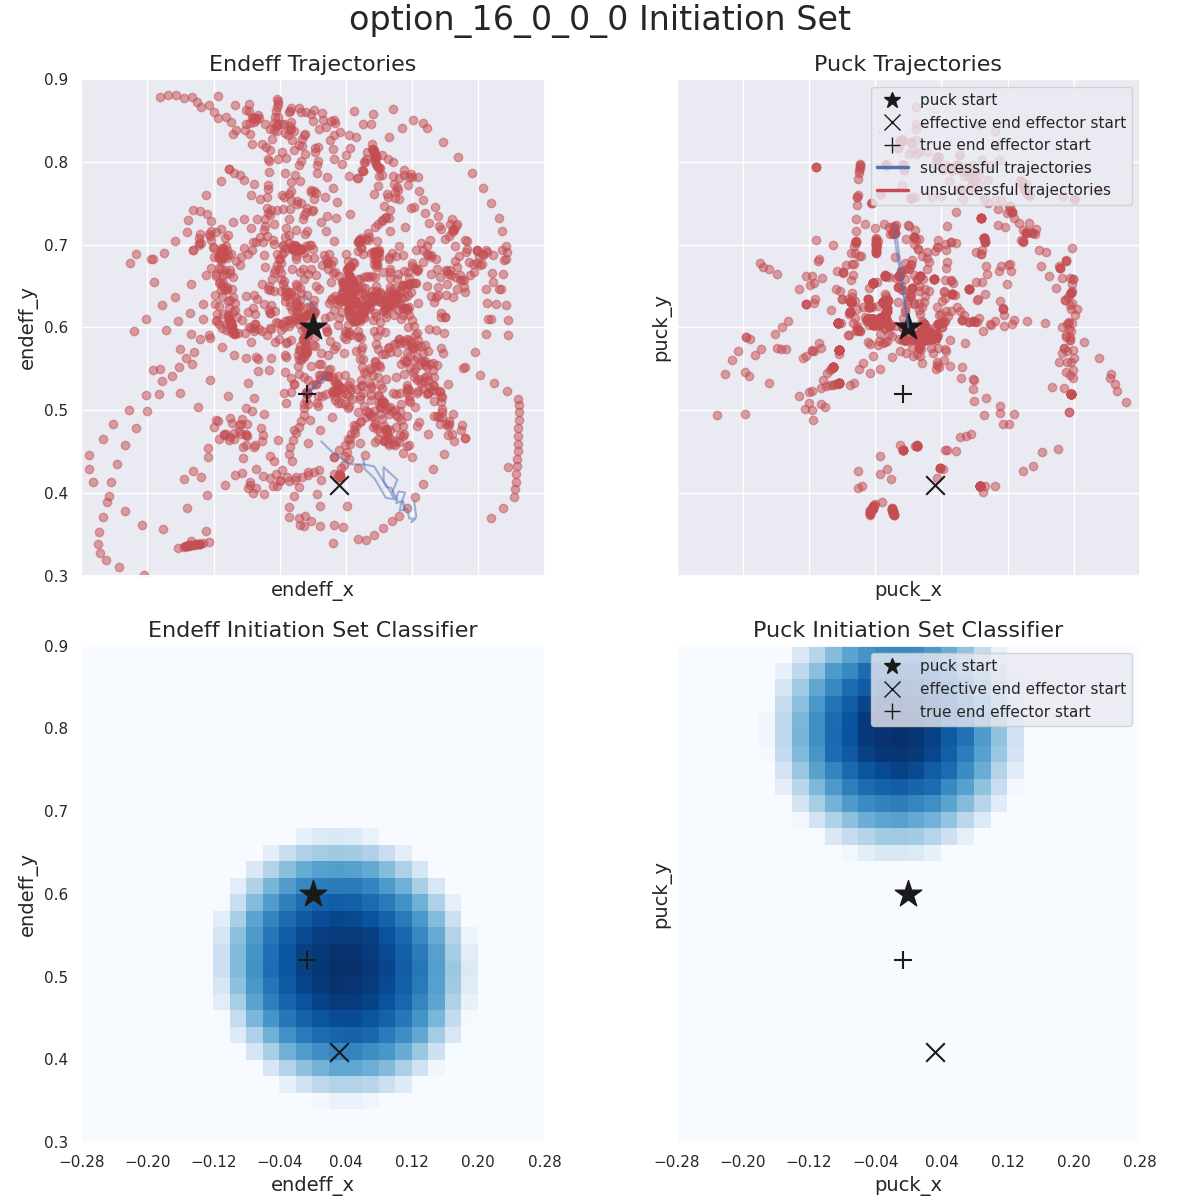 option_16_0_0_0 Initiation Set
Endeff Trajectories
0.9
0.8
0.7
0.6
0.5
0.4
0.3
endeff_y
endeff_x
Puck Trajectories
puck start
effective end effector start
true end effector start
successful trajectories
unsuccessful trajectories
puck_y
puck_x
Endeff Initiation Set Classifier
0.9
0.8
0.7
0.6
0.5
0.4
0.3
endeff_y
−0.28 −0.20 −0.12 −0.04 0.04 0.12 0.20 0.28
endeff_x
Puck Initiation Set Classifier
puck start
effective end effector start
true end effector start
puck_y
−0.28 −0.20 −0.12 −0.04 0.04 0.12 0.20 0.28
puck_x